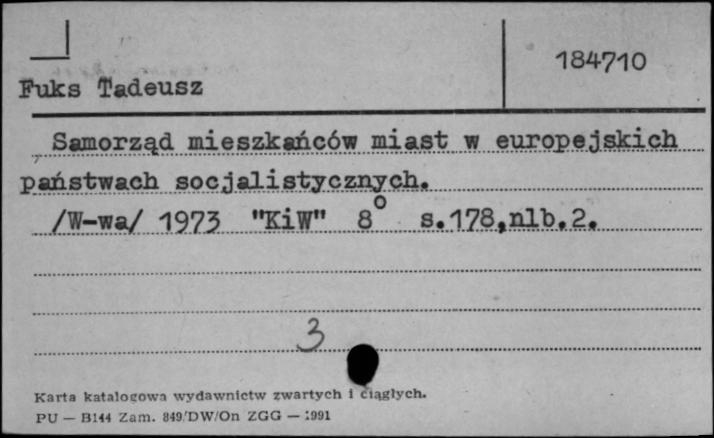 184710
Fuks Tadeusz
Samorząd mieszkańców miast w europejskich
państwach socjalistycznych.
/W-wa/ 1973 "KiW" 8° s.178,nlb.2.
3
Karta katalogowa wydawnictw zwartych i ciągłych.
PU — B144 Zam. 849/DW/On ZGG — 1991